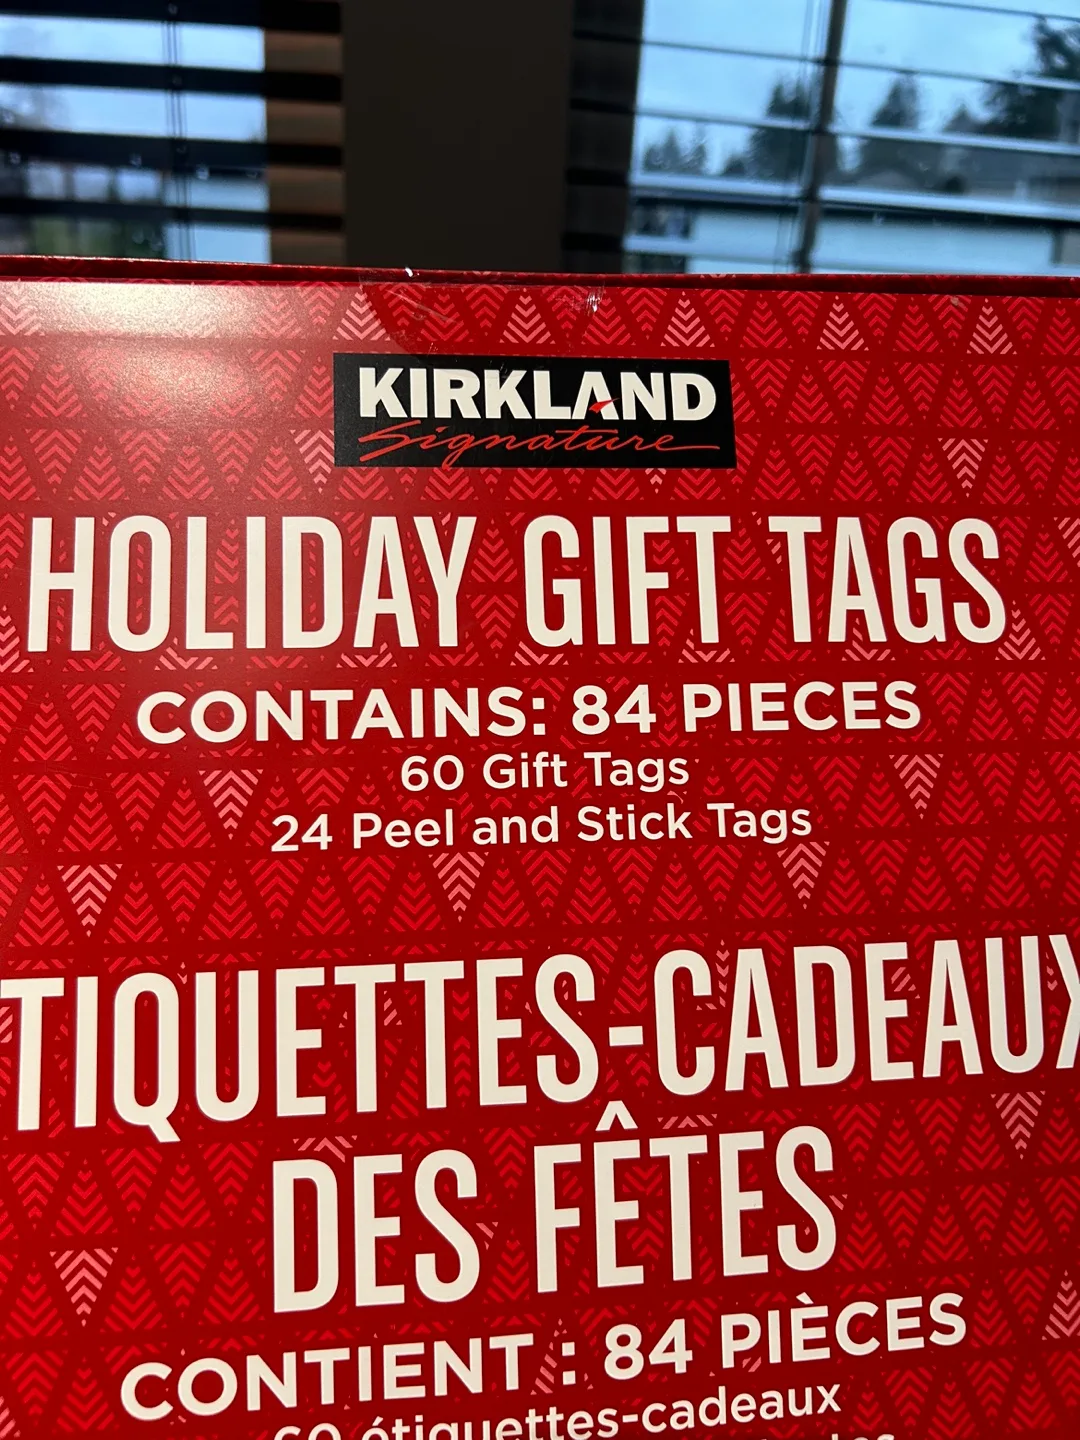 KIRKLAND
Signature
HOLIDAY GIFT TAGS
CONTAINS: 84 PIECES
60 Gift Tags
24 Peel and Stick Tags
TIQUETTES-CADEAUX
DES FÊTES
CONTIENT : 84 PIÈCES
60 étiquettes-cadeaux